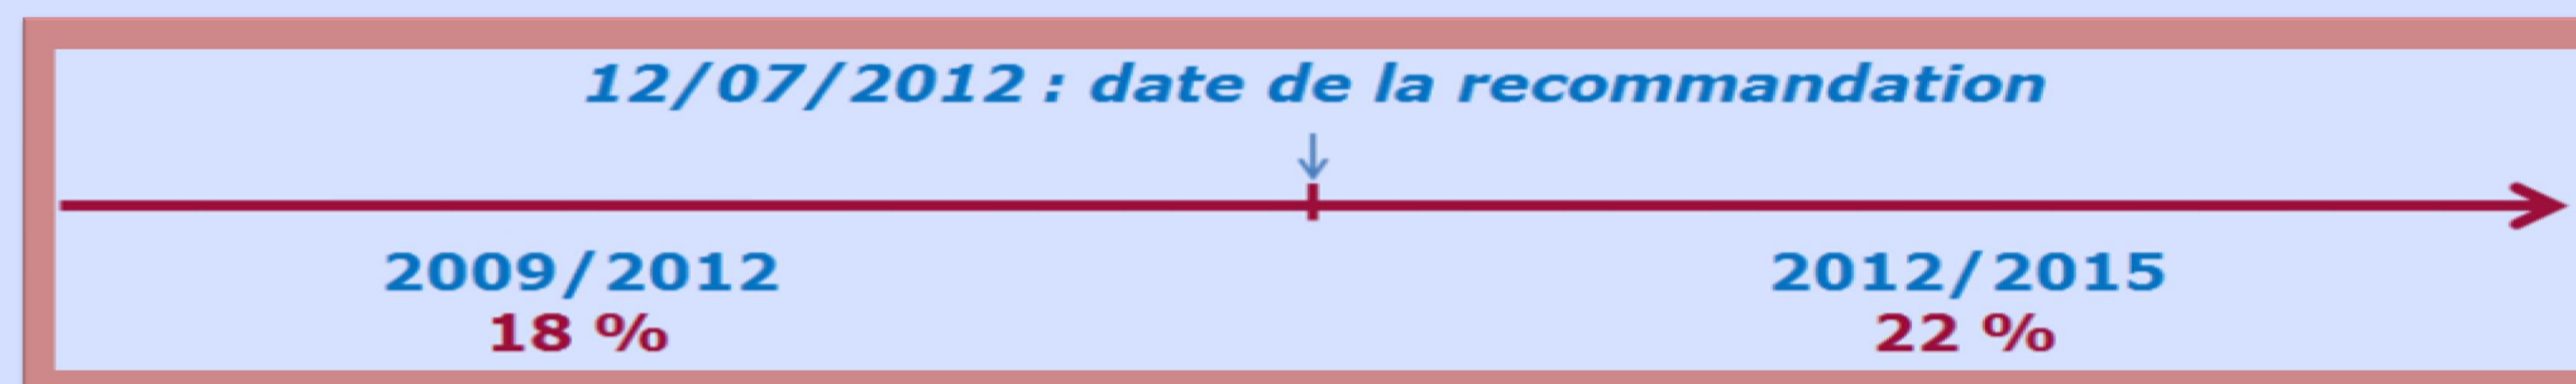 12/07/2012 : date de la recommandation
2009/2012
18 %
2012/2015
22 %